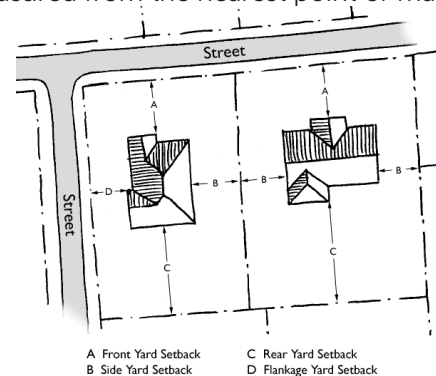 Street
A
A
Street
D
B
B
B
C
C
A Front Yard Setback
B Side Yard Setback
C Rear Yard Setback
D Flankage Yard Setback